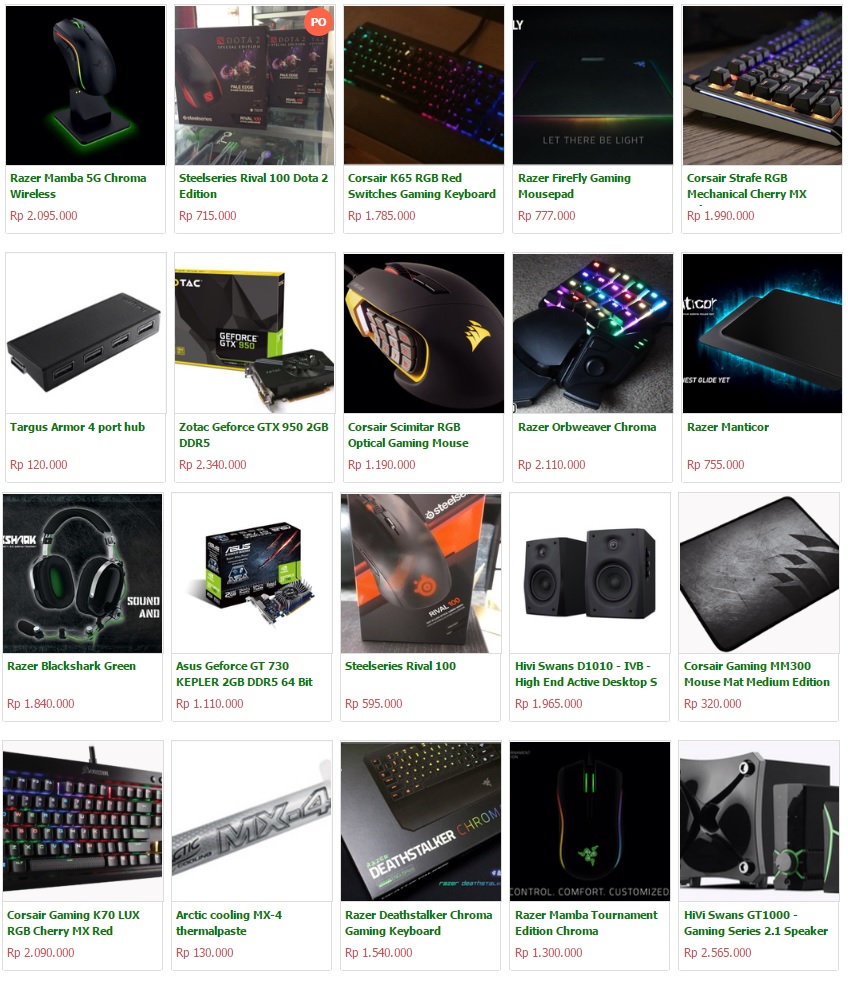 PO
DOTA 2
SPECIAL EDITION
PALE EDGE
steelseries
RIVAL 100
LY
LET THERE BE LIGHT
Razer Mamba 5G Chroma
Wireless
Rp 2.095.000
Steelseries Rival 100 Dota 2
Edition
Rp 715.000
Corsair K65 RGB Red
Switches Gaming Keyboard
Rp 1.785.000
Razer FireFly Gaming
Mousepad
Rp 777.000
Corsair Strafe RGB
Mechanical Cherry MX
Rp 1.990.000
OTAC
GEFORCE
GTX 950
EST GLIDE YET
Targus Armor 4 port hub
Rp 120.000
Zotac Geforce GTX 950 2GB
DDR5
Rp 2.340.000
Corsair Scimitar RGB
Optical Gaming Mouse
Rp 1.190.000
Razer Orbweaver Chroma
Rp 2.110.000
Razer Manticor
Rp 755.000
KSHARK
SOUND
AND
ASUS
steelse
RIVAL 100
Razer Blackshark Green
Rp 1.840.000
Asus Geforce GT 730
KEPLER 2GB DDR5 64 Bit
Rp 1.110.000
Steelseries Rival 100
Rp 595.000
Hivi Swans D1010 - IVB -
High End Active Desktop S
Rp 1.965.000
Corsair Gaming MM300
Mouse Mat Medium Edition
Rp 320.000
CTIC
COOLING
MX-4
RAZER
DEATHSTALKER CHROM
razer deathstalk
CONTROL. COMFORT. CUSTOMIZED
Corsair Gaming K70 LUX
RGB Cherry MX Red
Rp 2.090.000
Arctic cooling MX-4
thermalpaste
Rp 130.000
Razer Deathstalker Chroma
Gaming Keyboard
Rp 1.540.000
Razer Mamba Tournament
Edition Chroma
Rp 1.300.000
HiVi Swans GT1000 -
Gaming Series 2.1 Speaker
Rp 2.565.000